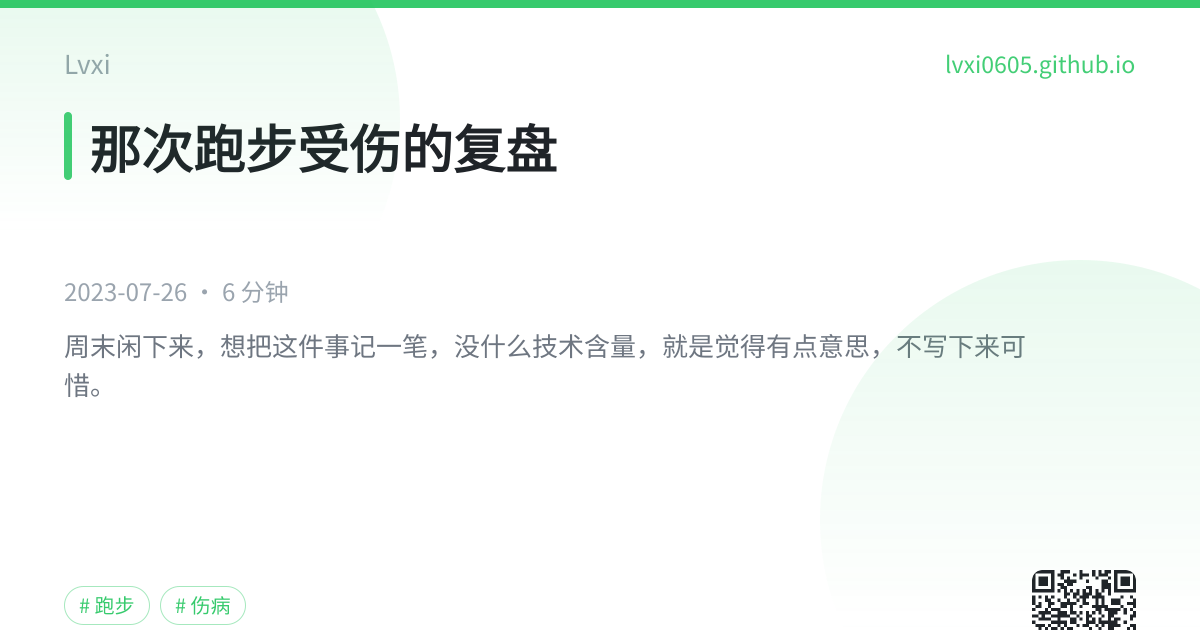 Lvxi
lvxi0605.github.io
那次跑步受伤的复盘
2023-07-26 · 6 分钟
周末闲下来，想把这件事记一笔，没什么技术含量，就是觉得有点意思，不写下来可
惜。
# 跑步
# 伤病